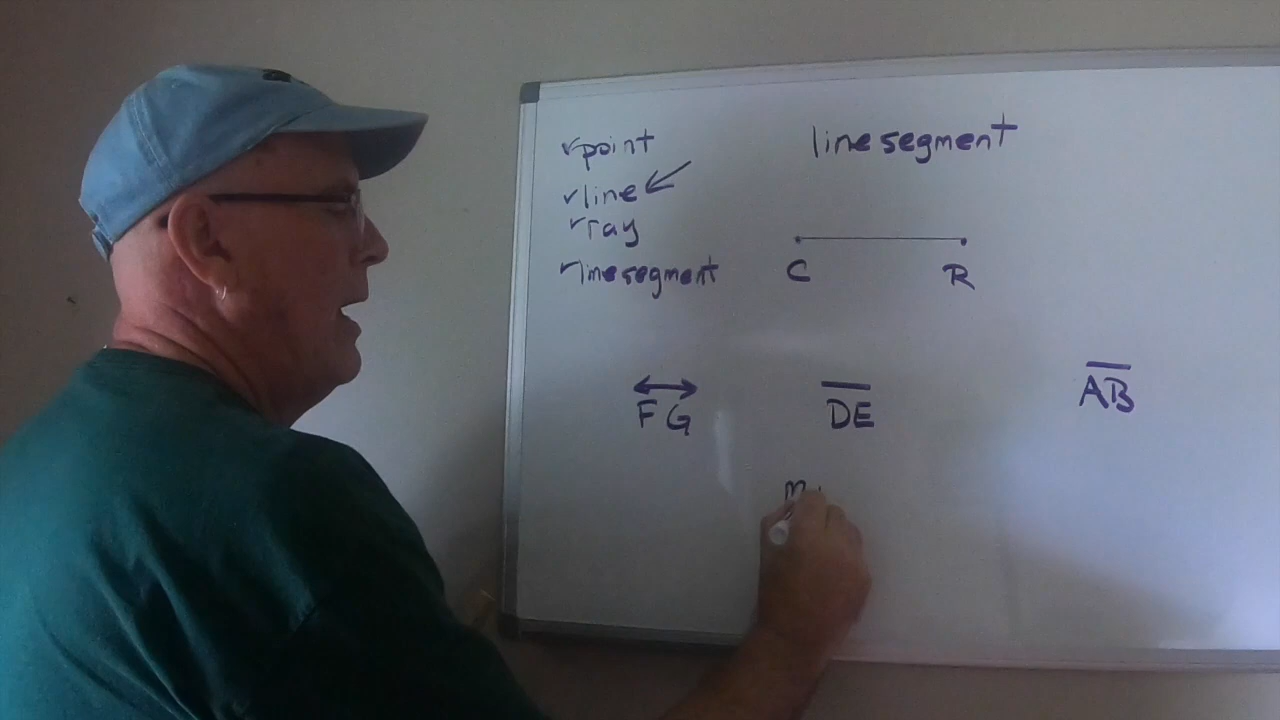 point
line
ray
line segment
line segment
C R
FG
DE
AB
m